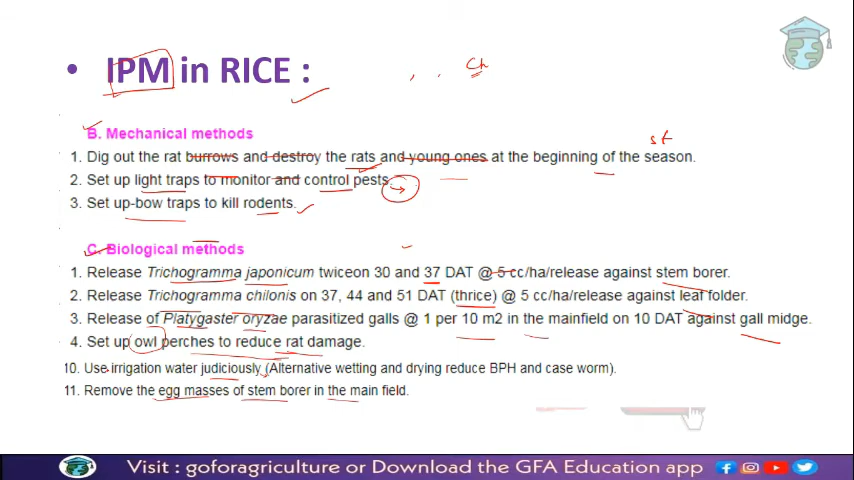 • IPM in RICE :
Ch
B. Mechanical methods
st
1. Dig out the rat burrows and destroy the rats and young ones at the beginning of the season.
2. Set up light traps to monitor and control pests
3. Set up-bow traps to kill rodents.
C. Biological methods
1. Release Trichogramma japonicum twiceon 30 and 37 DAT @ 5 cc/ha/release against stem borer.
2. Release Trichogramma chilonis on 37, 44 and 51 DAT (thrice) @ 5 cc/ha/release against leaf folder.
3. Release of Platygaster oryzae parasitized galls @ 1 per 10 m2 in the mainfield on 10 DAT against gall midge.
4. Set up owl perches to reduce rat damage.
10. Use irrigation water judiciously (Alternative wetting and drying reduce BPH and case worm).
11. Remove the egg masses of stem borer in the main field.
Visit : goforagriculture or Download the GFA Education app